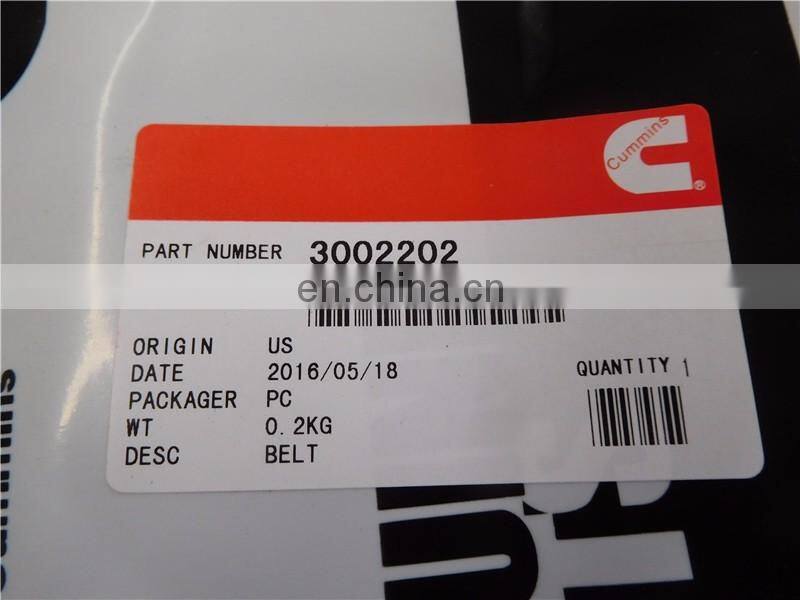 Cummins
®
PART NUMBER 3002202
en.china.cn
ORIGIN US
DATE 2016/05/18
QUANTITY 1
PACKAGER PC
WT 0.2KG
DESC BELT